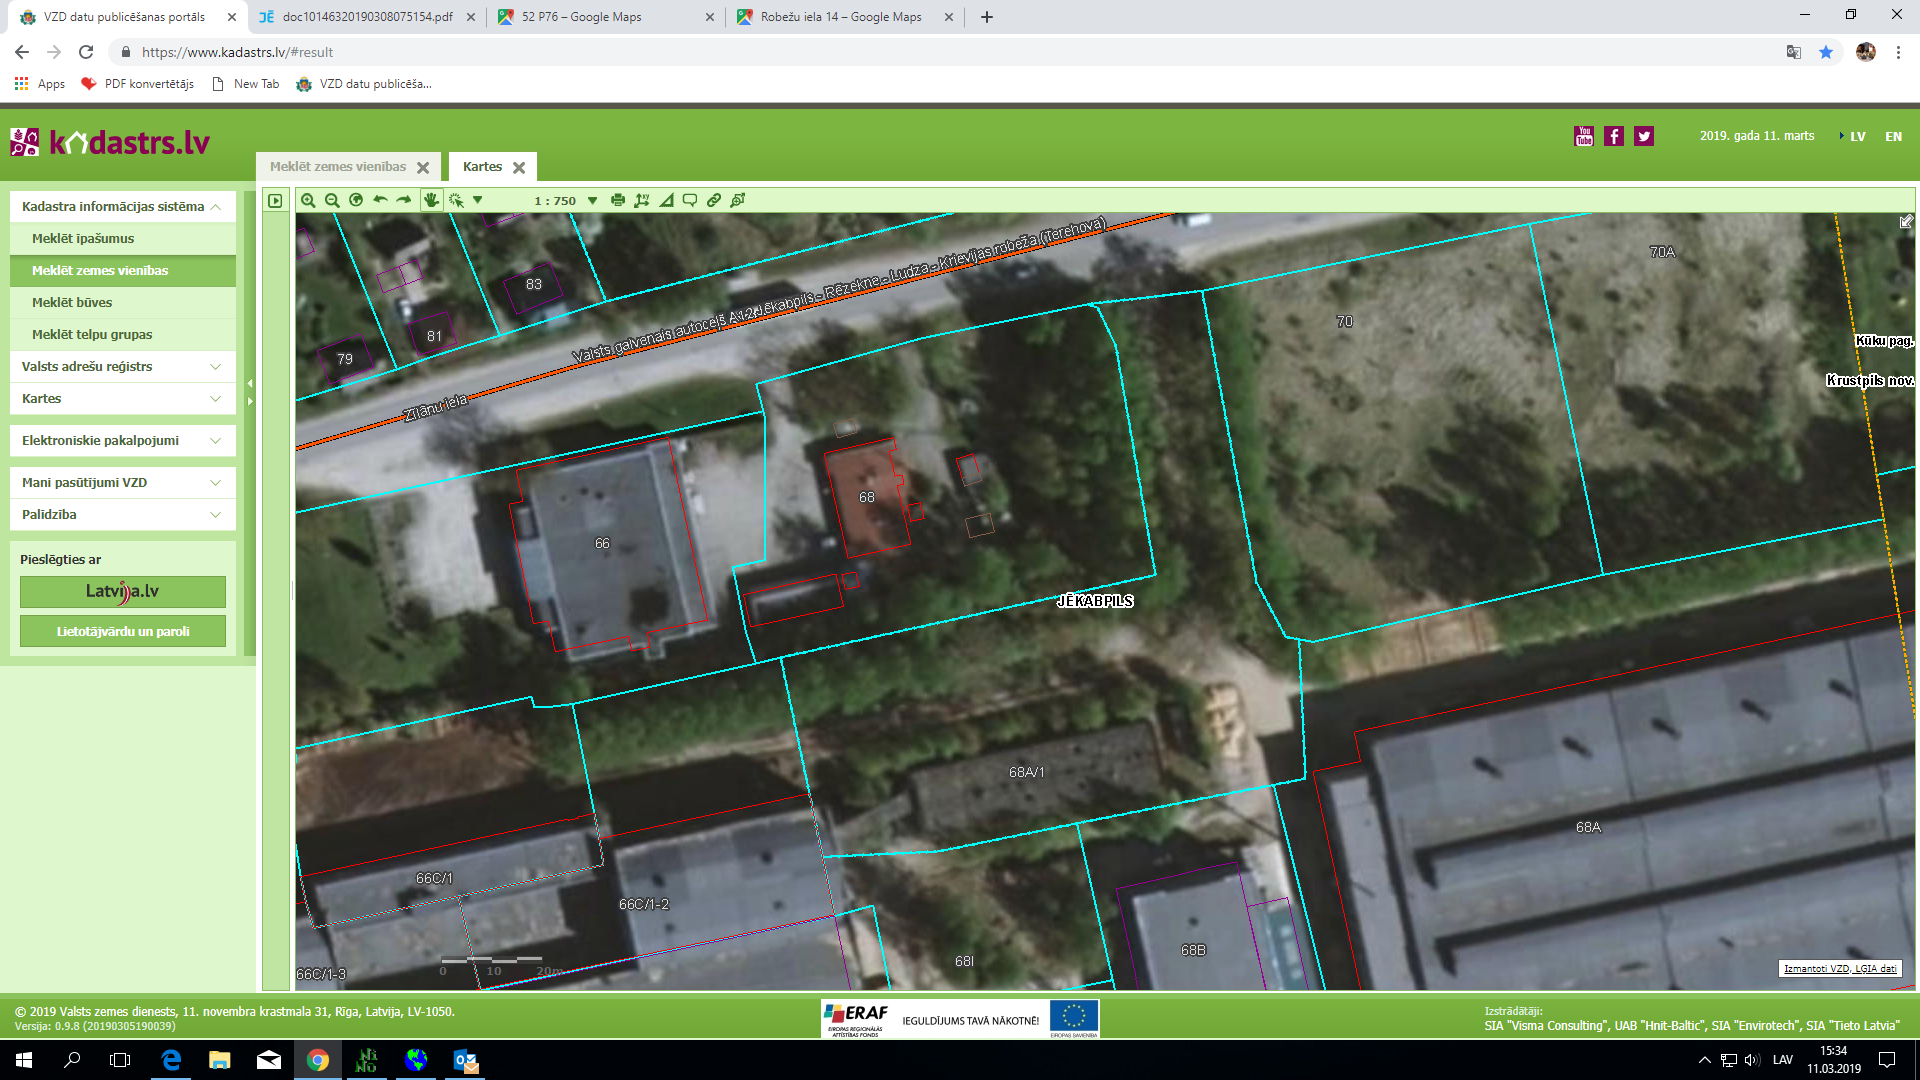 VZD datu publicēšanas portāls
doc10146320190308075154.pdf
52 P76 – Google Maps
Robežu iela 14 – Google Maps
https://www.kadastrs.lv/#result
Apps
PDF konvertētājs
New Tab
VZD datu publicēša...
kadastrs.lv
You Tube
2019. gada 11. marts
LV
EN
Meklēt zemes vienības
Kartes
Kadastra informācijas sistēma
Meklēt īpašumus
Meklēt zemes vienības
Meklēt būves
Meklēt telpu grupas
Valsts adrešu reģistrs
Kartes
Elektroniskie pakalpojumi
Mani pasūtījumi VZD
Palīdzība
Pieslēgties ar
Latvija.lv
Lietotājvārdu un paroli
1 : 750
Valsts galvenais autoceļš A12 Jēkabpils - Rēzekne - Ludza - Krievijas robeža (Terehova)
Zīlānu iela
83
81
79
70A
70
Kūku pag.
Krustpils nov.
68
66
JĒKABPILS
68A/1
68A
66C/1
66C/1-2
66C/1-3
68I
68B
0 10 20m
Izmantoti VZD, LĢIA dati
© 2019 Valsts zemes dienests, 11. novembra krastmala 31, Rīga, Latvija, LV-1050.
Versija: 0.9.8 (20190305190039)
ERAF
EIROPAS REĢIONĀLĀS
ATTĪSTĪBAS FONDS
IEGULDĪJUMS TAVĀ NĀKOTNĒ!
EIROPAS SAVIENĪBA
Izstrādātāji:
SIA "Visma Consulting", UAB "Hnit-Baltic", SIA "Envirotech", SIA "Tieto Latvia"
LAV
15:34
11.03.2019